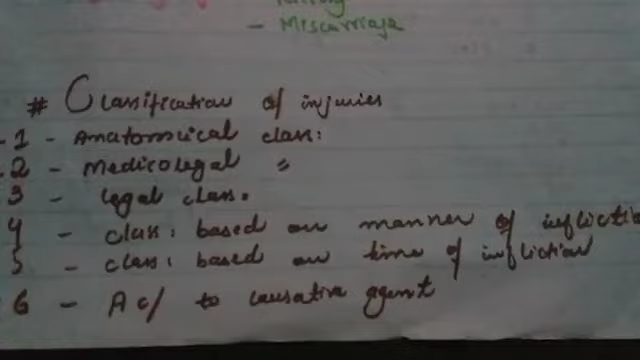 - Miscarriage
# Classification of injuries
1 - Anatomical class:
2 - Medicolegal "
3 - legal class.
4 - class: based on manner of infliction
5 - class: based on time of infliction
6 - Ac/ to causative agent